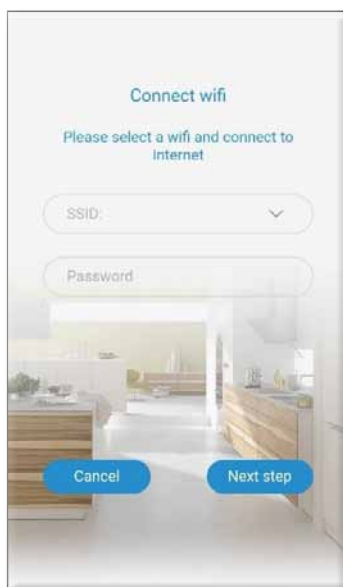 Connect wifi
Please select a wifi and connect to
Internet
SSID:
Password
Cancel
Next step